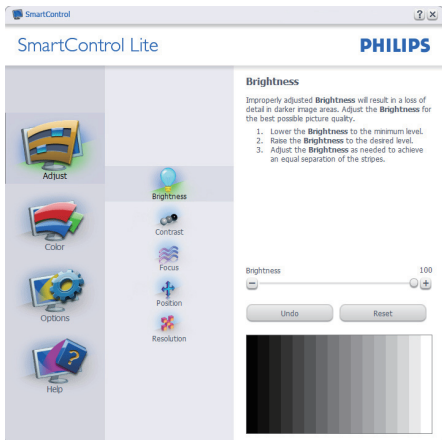 SmartControl
SmartControl Lite
PHILIPS
Adjust
Color
Options
Help
Brightness
Contrast
Focus
Position
Resolution
Brightness
Improperly adjusted Brightness will result in a loss of
detail in darker image areas. Adjust the Brightness for
the best possible picture quality.
1. Lower the Brightness to the minimum level.
2. Raise the Brightness to the desired level.
3. Adjust the Brightness as needed to achieve
an equal separation of the stripes.
Brightness 100
Undo Reset